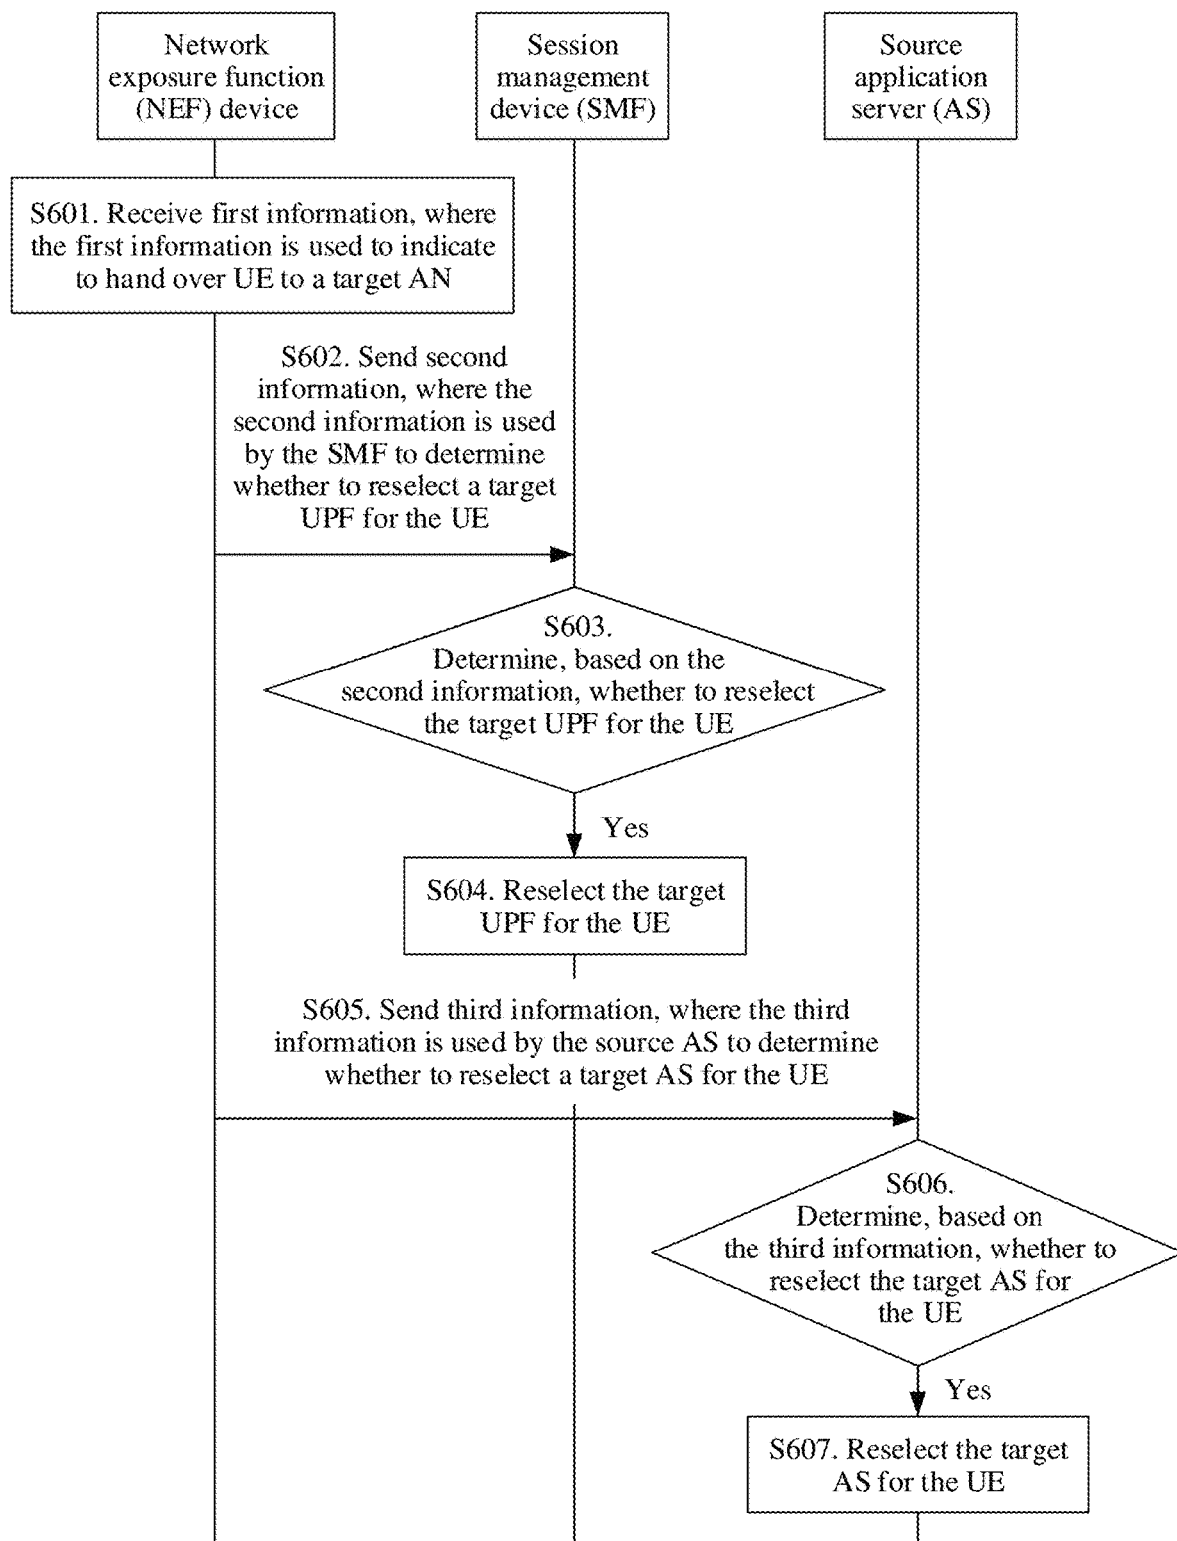 Network
exposure function
(NEF) device
Session
management
device (SMF)
Source
application
server (AS)
S601. Receive first information, where
the first information is used to indicate
to hand over UE to a target AN
S602. Send second
information, where the
second information is used
by the SMF to determine
whether to reselect a target
UPF for the UE
S603.
Determine, based on the
second information, whether to reselect
the target UPF for the UE
Yes
S604. Reselect the target
UPF for the UE
S605. Send third information, where the third
information is used by the source AS to determine
whether to reselect a target AS for the UE
S606.
Determine, based on
the third information, whether to
reselect the target AS for
the UE
Yes
S607. Reselect the target
AS for the UE